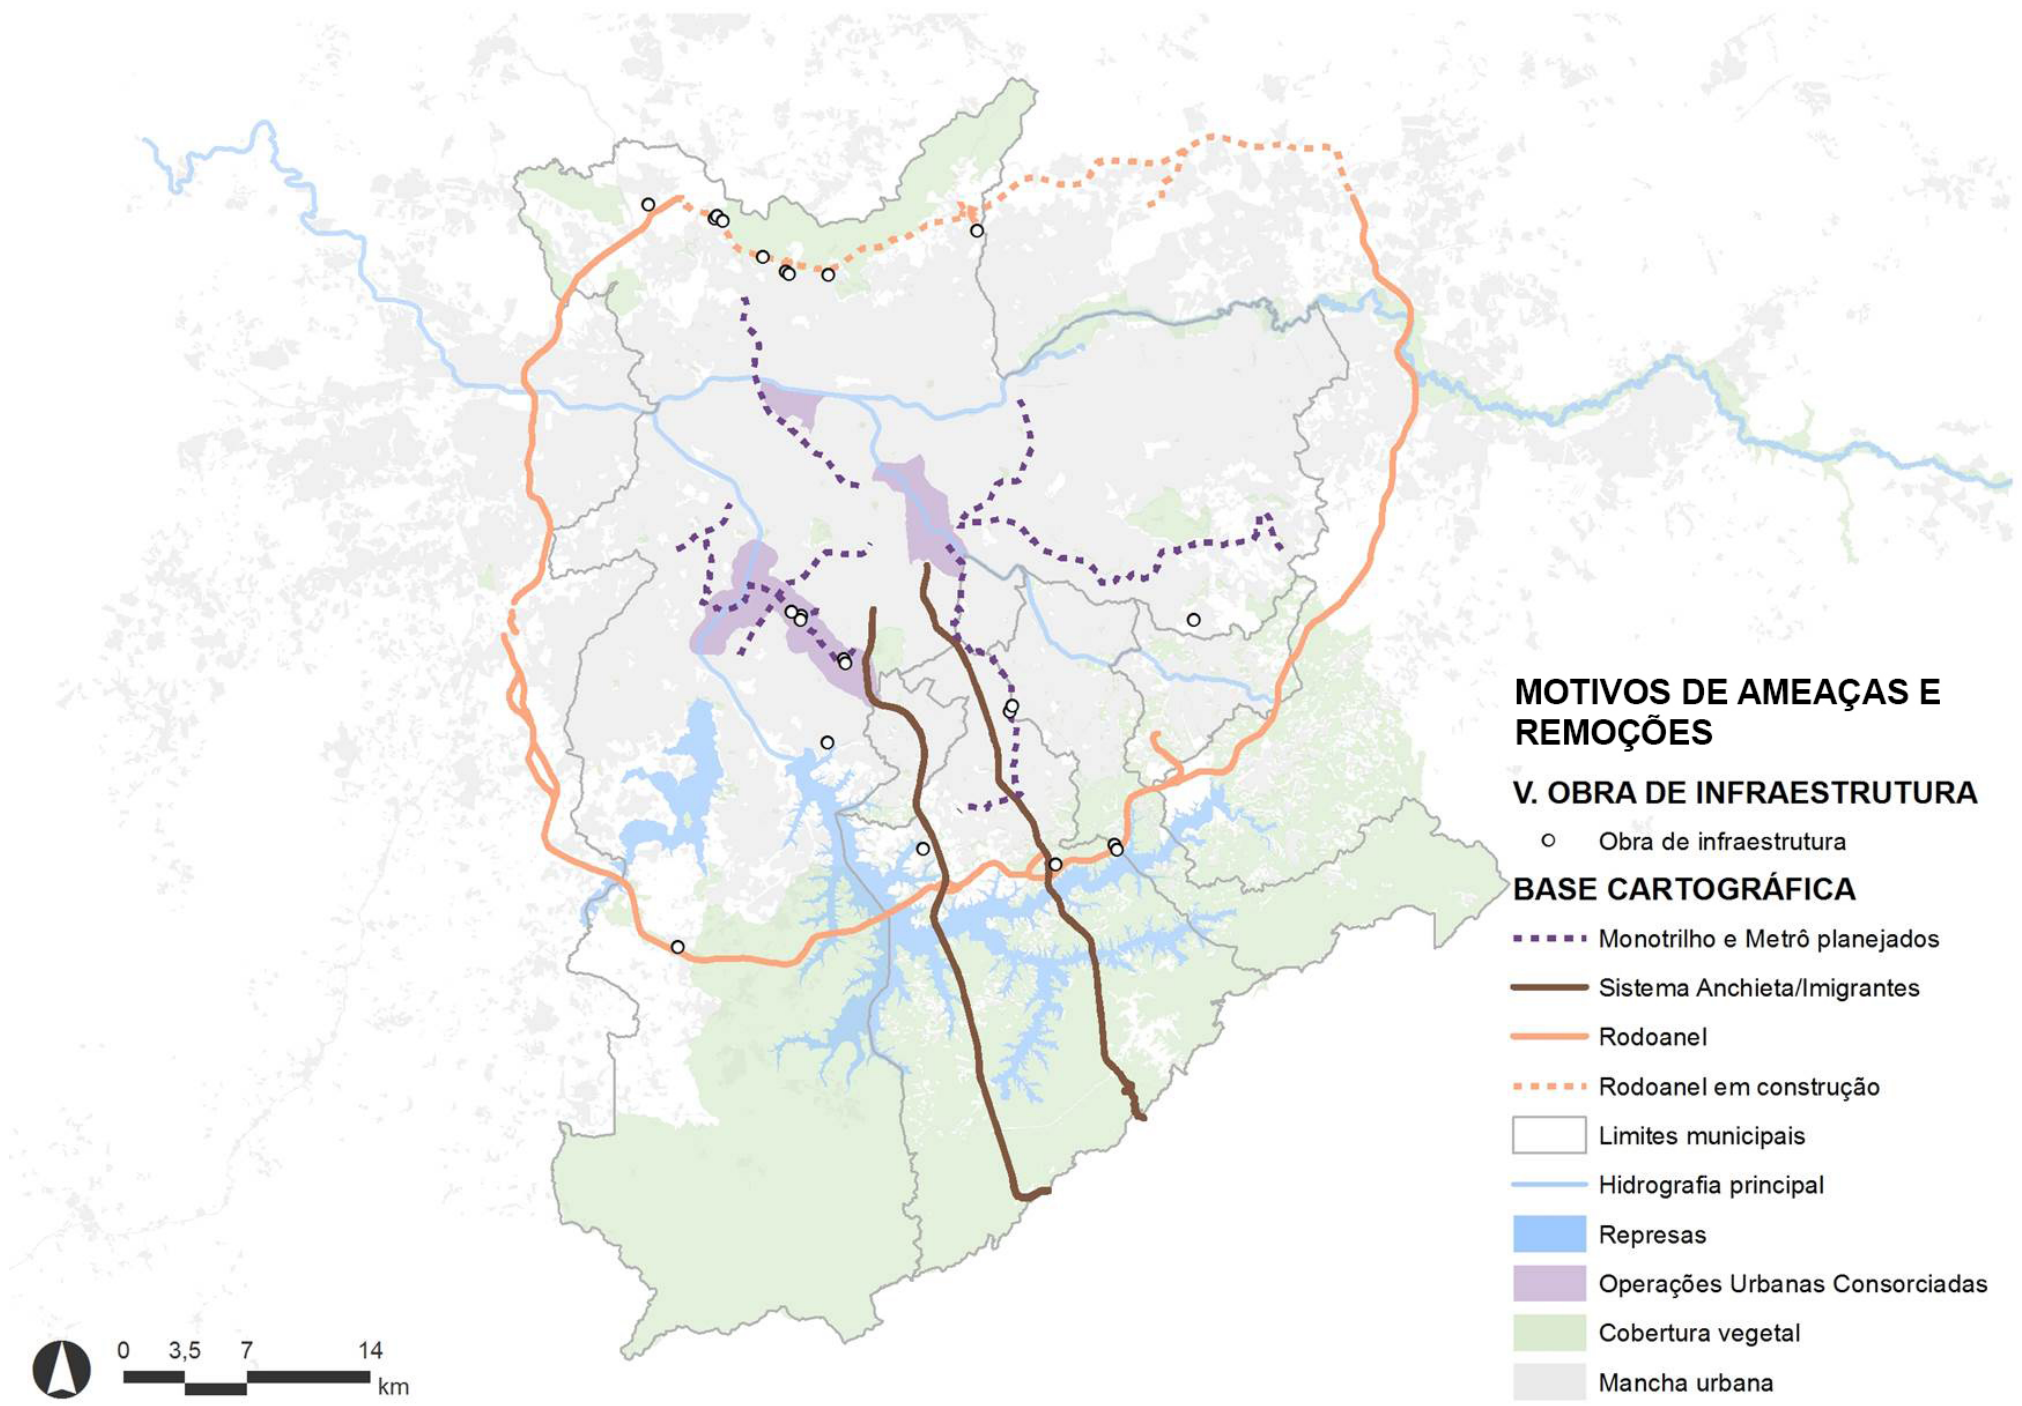 MOTIVOS DE AMEAÇAS E
REMOÇÕES
V. OBRA DE INFRAESTRUTURA
Obra de infraestrutura
BASE CARTOGRÁFICA
Monotrilho e Metrô planejados
Sistema Anchieta/Imigrantes
Rodoanel
Rodoanel em construção
Limites municipais
Hidrografia principal
Represas
Operações Urbanas Consorciadas
Cobertura vegetal
Mancha urbana
0 3,5 7 14
km